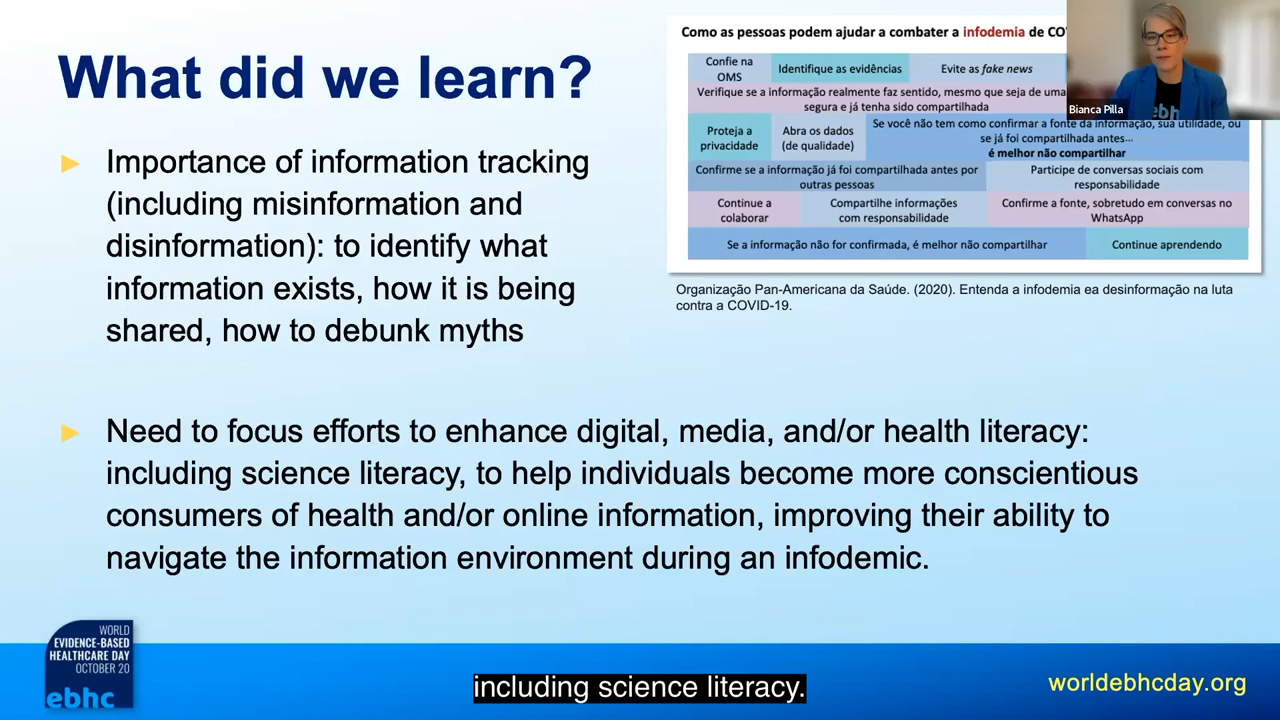 What did we learn?
► Importance of information tracking
(including misinformation and
disinformation): to identify what
information exists, how it is being
shared, how to debunk myths
Como as pessoas podem ajudar a combater a infodemia de
Confie na
OMS
Identifique as evidências
Evite as fake news
Verifique se a informação realmente faz sentido, mesmo que seja de uma
segura e já tenha sido compartilhada
Proteja a
privacidade
Abra os dados
(de qualidade)
Se você não tem como confirmar a fonte da informação, sua utilidade, ou
se já foi compartilhada antes...
é melhor não compartilhar
Confirme se a informação já foi compartilhada antes por
outras pessoas
Participe de conversas sociais com
responsabilidade
Continue a
colaborar
Compartilhe informações
com responsabilidade
Confirme a fonte, sobretudo em conversas no
WhatsApp
Se a informação não for confirmada, é melhor não compartilhar
Continue aprendendo
Bianca Pilla
Organização Pan-Americana da Saúde. (2020). Entenda a infodemia ea desinformação na luta
contra a COVID-19.
► Need to focus efforts to enhance digital, media, and/or health literacy:
including science literacy, to help individuals become more conscientious
consumers of health and/or online information, improving their ability to
navigate the information environment during an infodemic.
WORLD
EVIDENCE-BASED
HEALTHCARE DAY
OCTOBER 20
ebhc
including science literacy.
worldebhcday.org